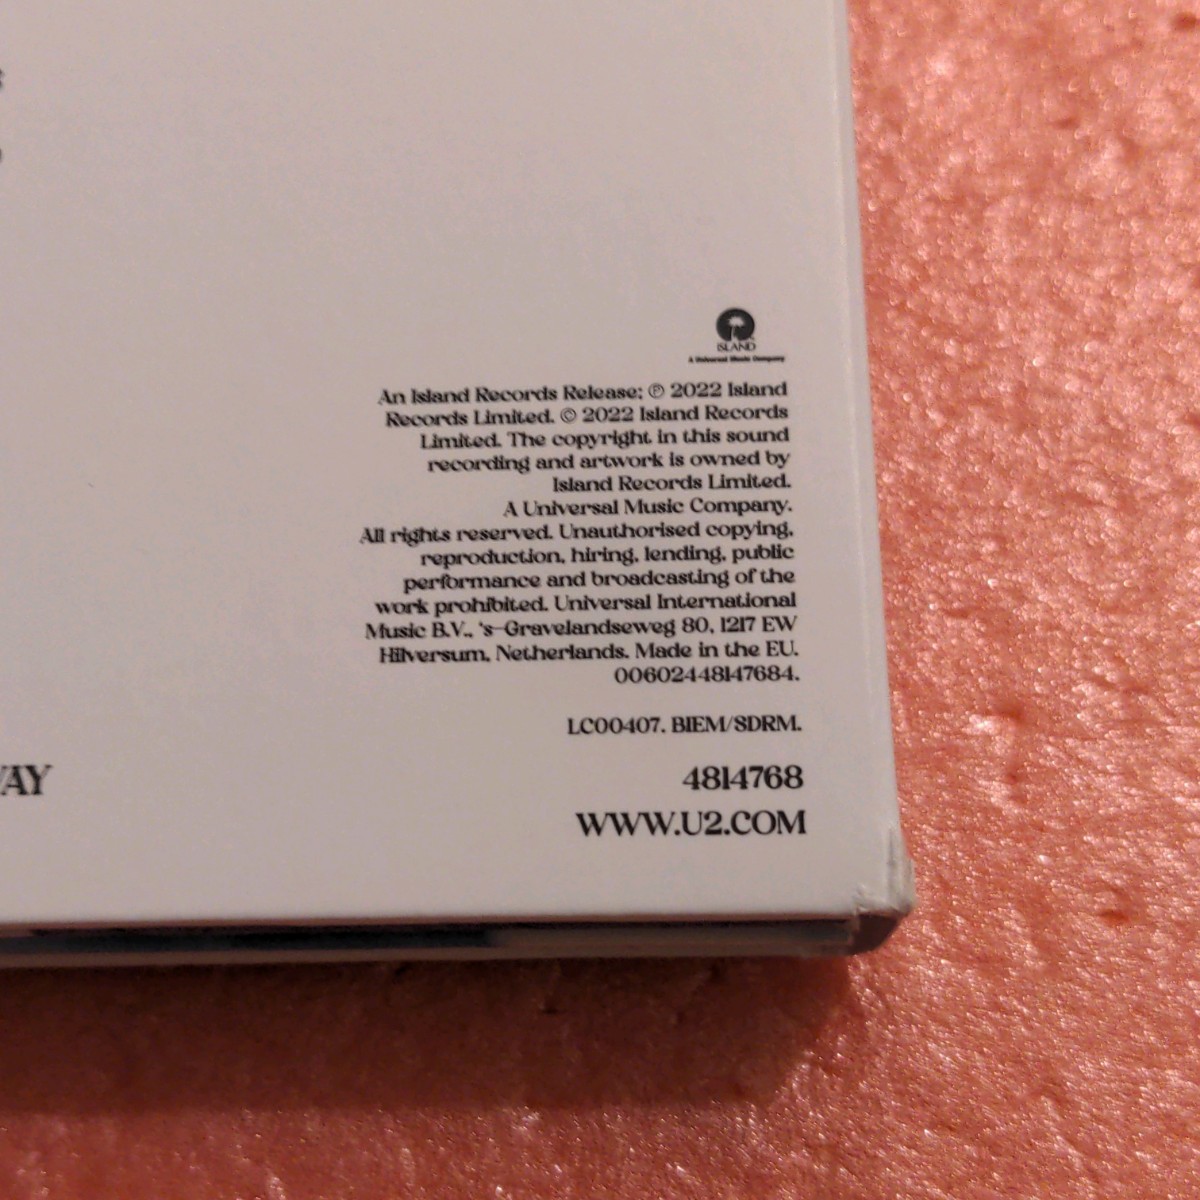 ISLAND
A Universal Music Company
An Island Records Release; ℗ 2022 Island
Records Limited. © 2022 Island Records
Limited. The copyright in this sound
recording and artwork is owned by
Island Records Limited.
A Universal Music Company.
All rights reserved. Unauthorised copying,
reproduction, hiring, lending, public
performance and broadcasting of the
work prohibited. Universal International
Music B.V., 's-Gravelandseweg 80, 1217 EW
Hilversum, Netherlands. Made in the EU.
00602448147684.
LC00407. BIEM/SDRM.
4814768
WWW.U2.COM